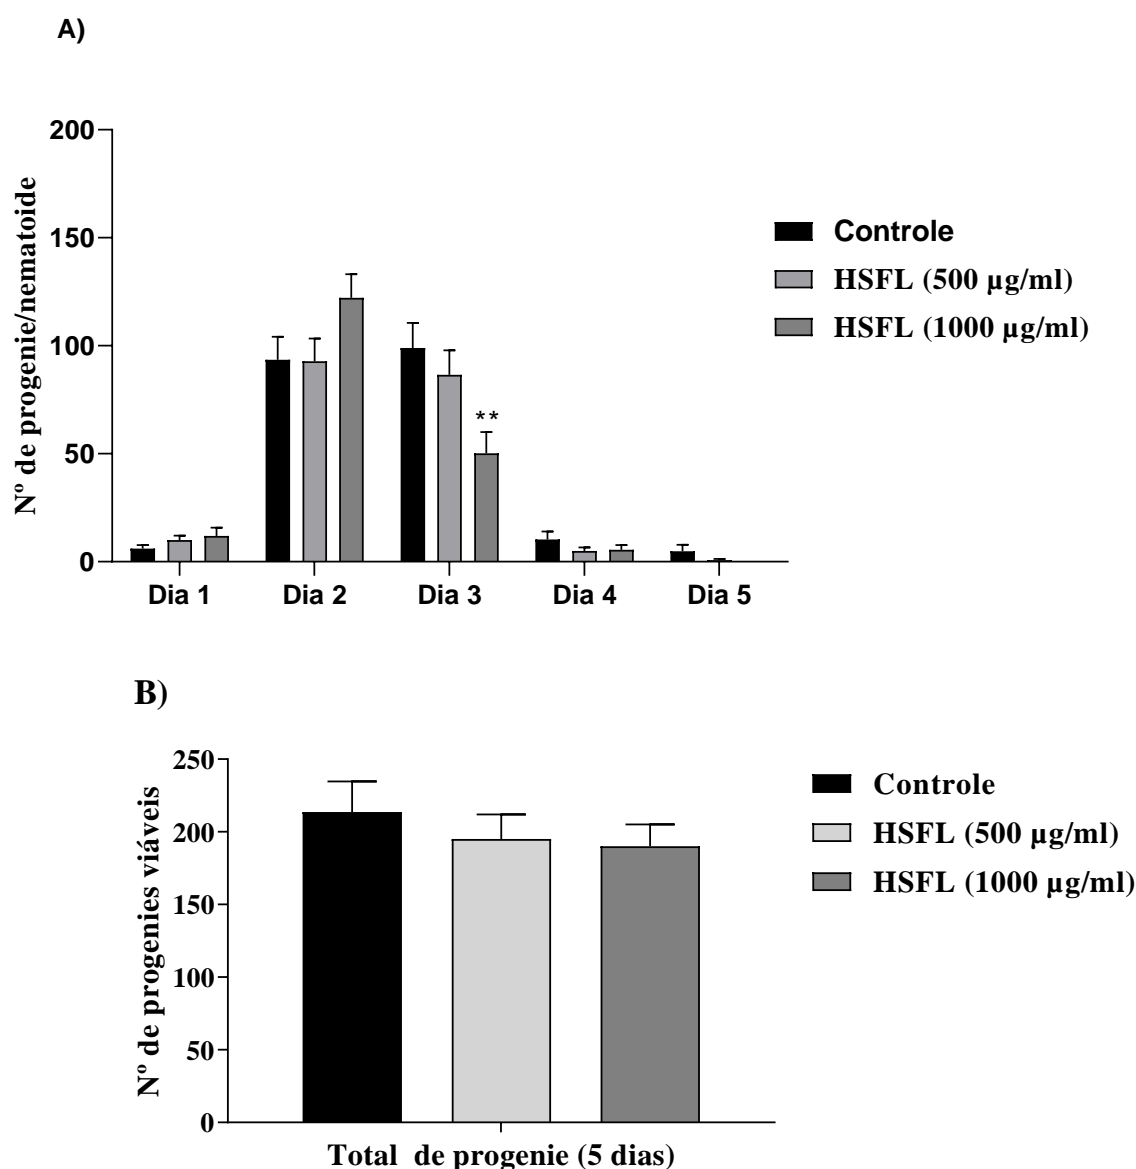 A)
200
150
100
50
0
Nº de progenie/nematoide
Dia 1 Dia 2 Dia 3 Dia 4 Dia 5
**
Controle
HSFL (500 µg/ml)
HSFL (1000 µg/ml)
B)
250
200
150
100
50
0
Nº de progenies viáveis
Total de progenie (5 dias)
Controle
HSFL (500 µg/ml)
HSFL (1000 µg/ml)